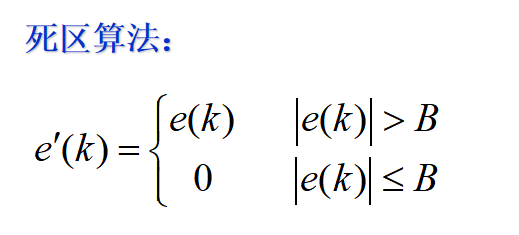 死区算法：
e′(k) = { e(k)  |e(k)| > B
0  |e(k)| ≤ B